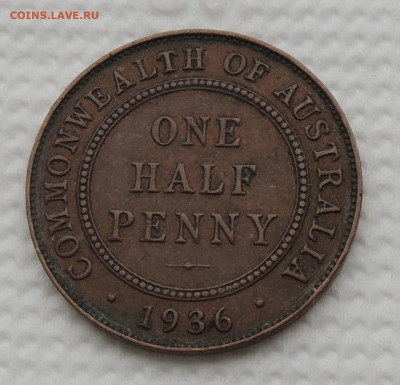 COINS.LAVE.RU
COMMONWEALTH OF AUSTRALIA
ONE
HALF
PENNY
· 1936 ·